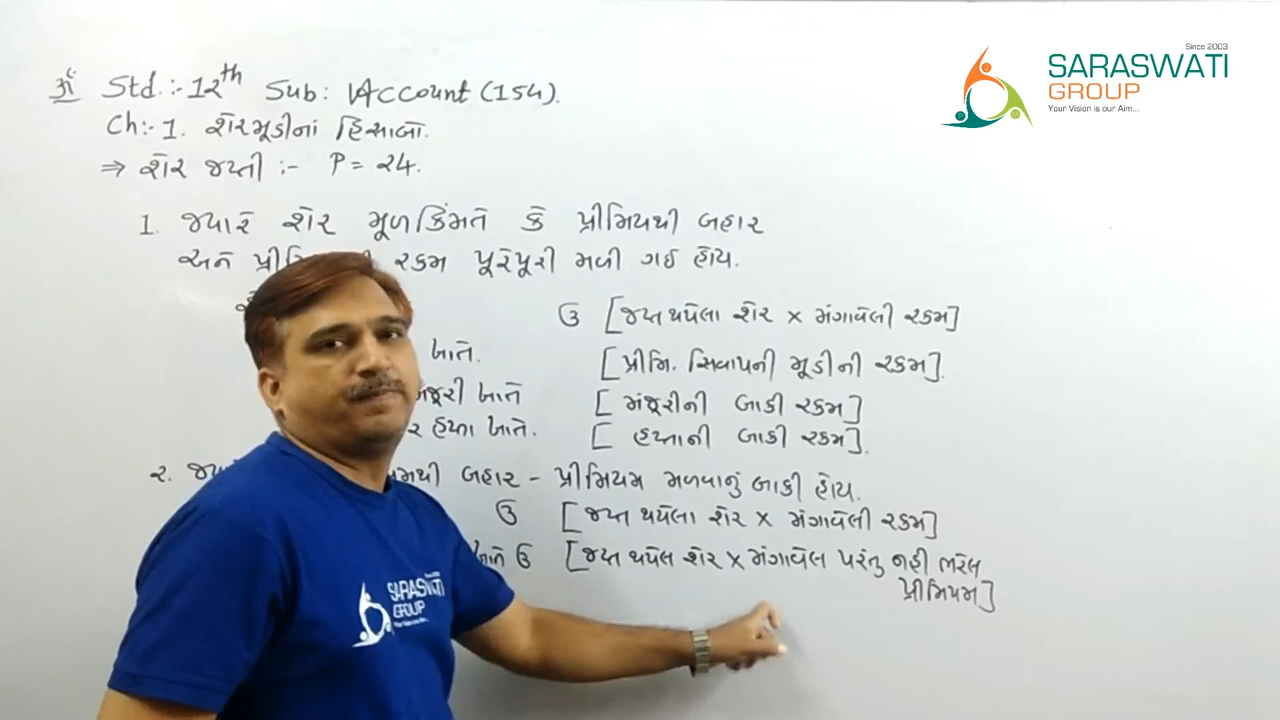 ૐ Std :- 12th Sub : Account (154).
Ch :- 1. શેરમૂડીના હિસાબો.
⇒ શેર જપ્તી :- P = 24.
1. જ્યારે શેર મૂળકિંમતે કે પ્રીમિયમથી બહાર
અને રકમ પૂરેપૂરી મળી ગઈ હોય.
ઉ [જપ્ત થયેલા શેર × મંગાવેલી રકમ]
ખાતે. [પ્રીમિ. સિવાયની મૂડીની રકમ].
મંજૂરી ખાતે [મંજૂરીની બાકી રકમ]
હપ્તા ખાતે. [હપ્તાની બાકી રકમ].
૨. બહાર - પ્રીમિયમ મળવાનું બાકી હોય.
ઉ [જપ્ત થયેલા શેર × મંગાવેલી રકમ]
ખાતે ઉ [જપ્ત થયેલ શેર × મંગાવેલ પરંતુ નહી ભરેલ
પ્રીમિયમ]
Since 2003
SARASWATI
GROUP
Your Vision is our Aim...
SARASWATI
GROUP